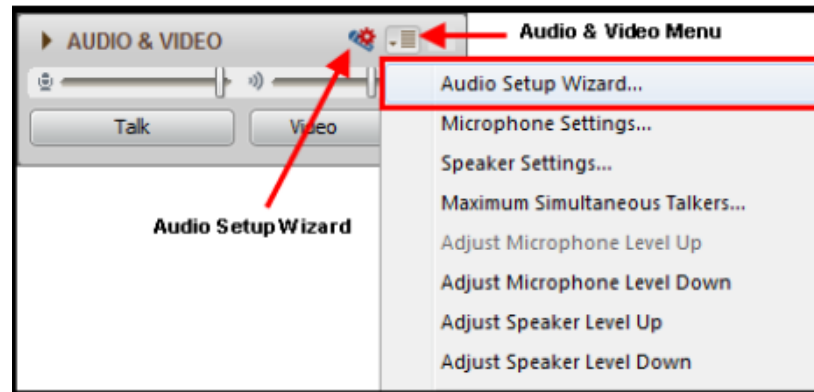 AUDIO & VIDEO
Audio & Video Menu
Talk
Video
Audio Setup Wizard
Audio Setup Wizard...
Microphone Settings...
Speaker Settings...
Maximum Simultaneous Talkers...
Adjust Microphone Level Up
Adjust Microphone Level Down
Adjust Speaker Level Up
Adjust Speaker Level Down